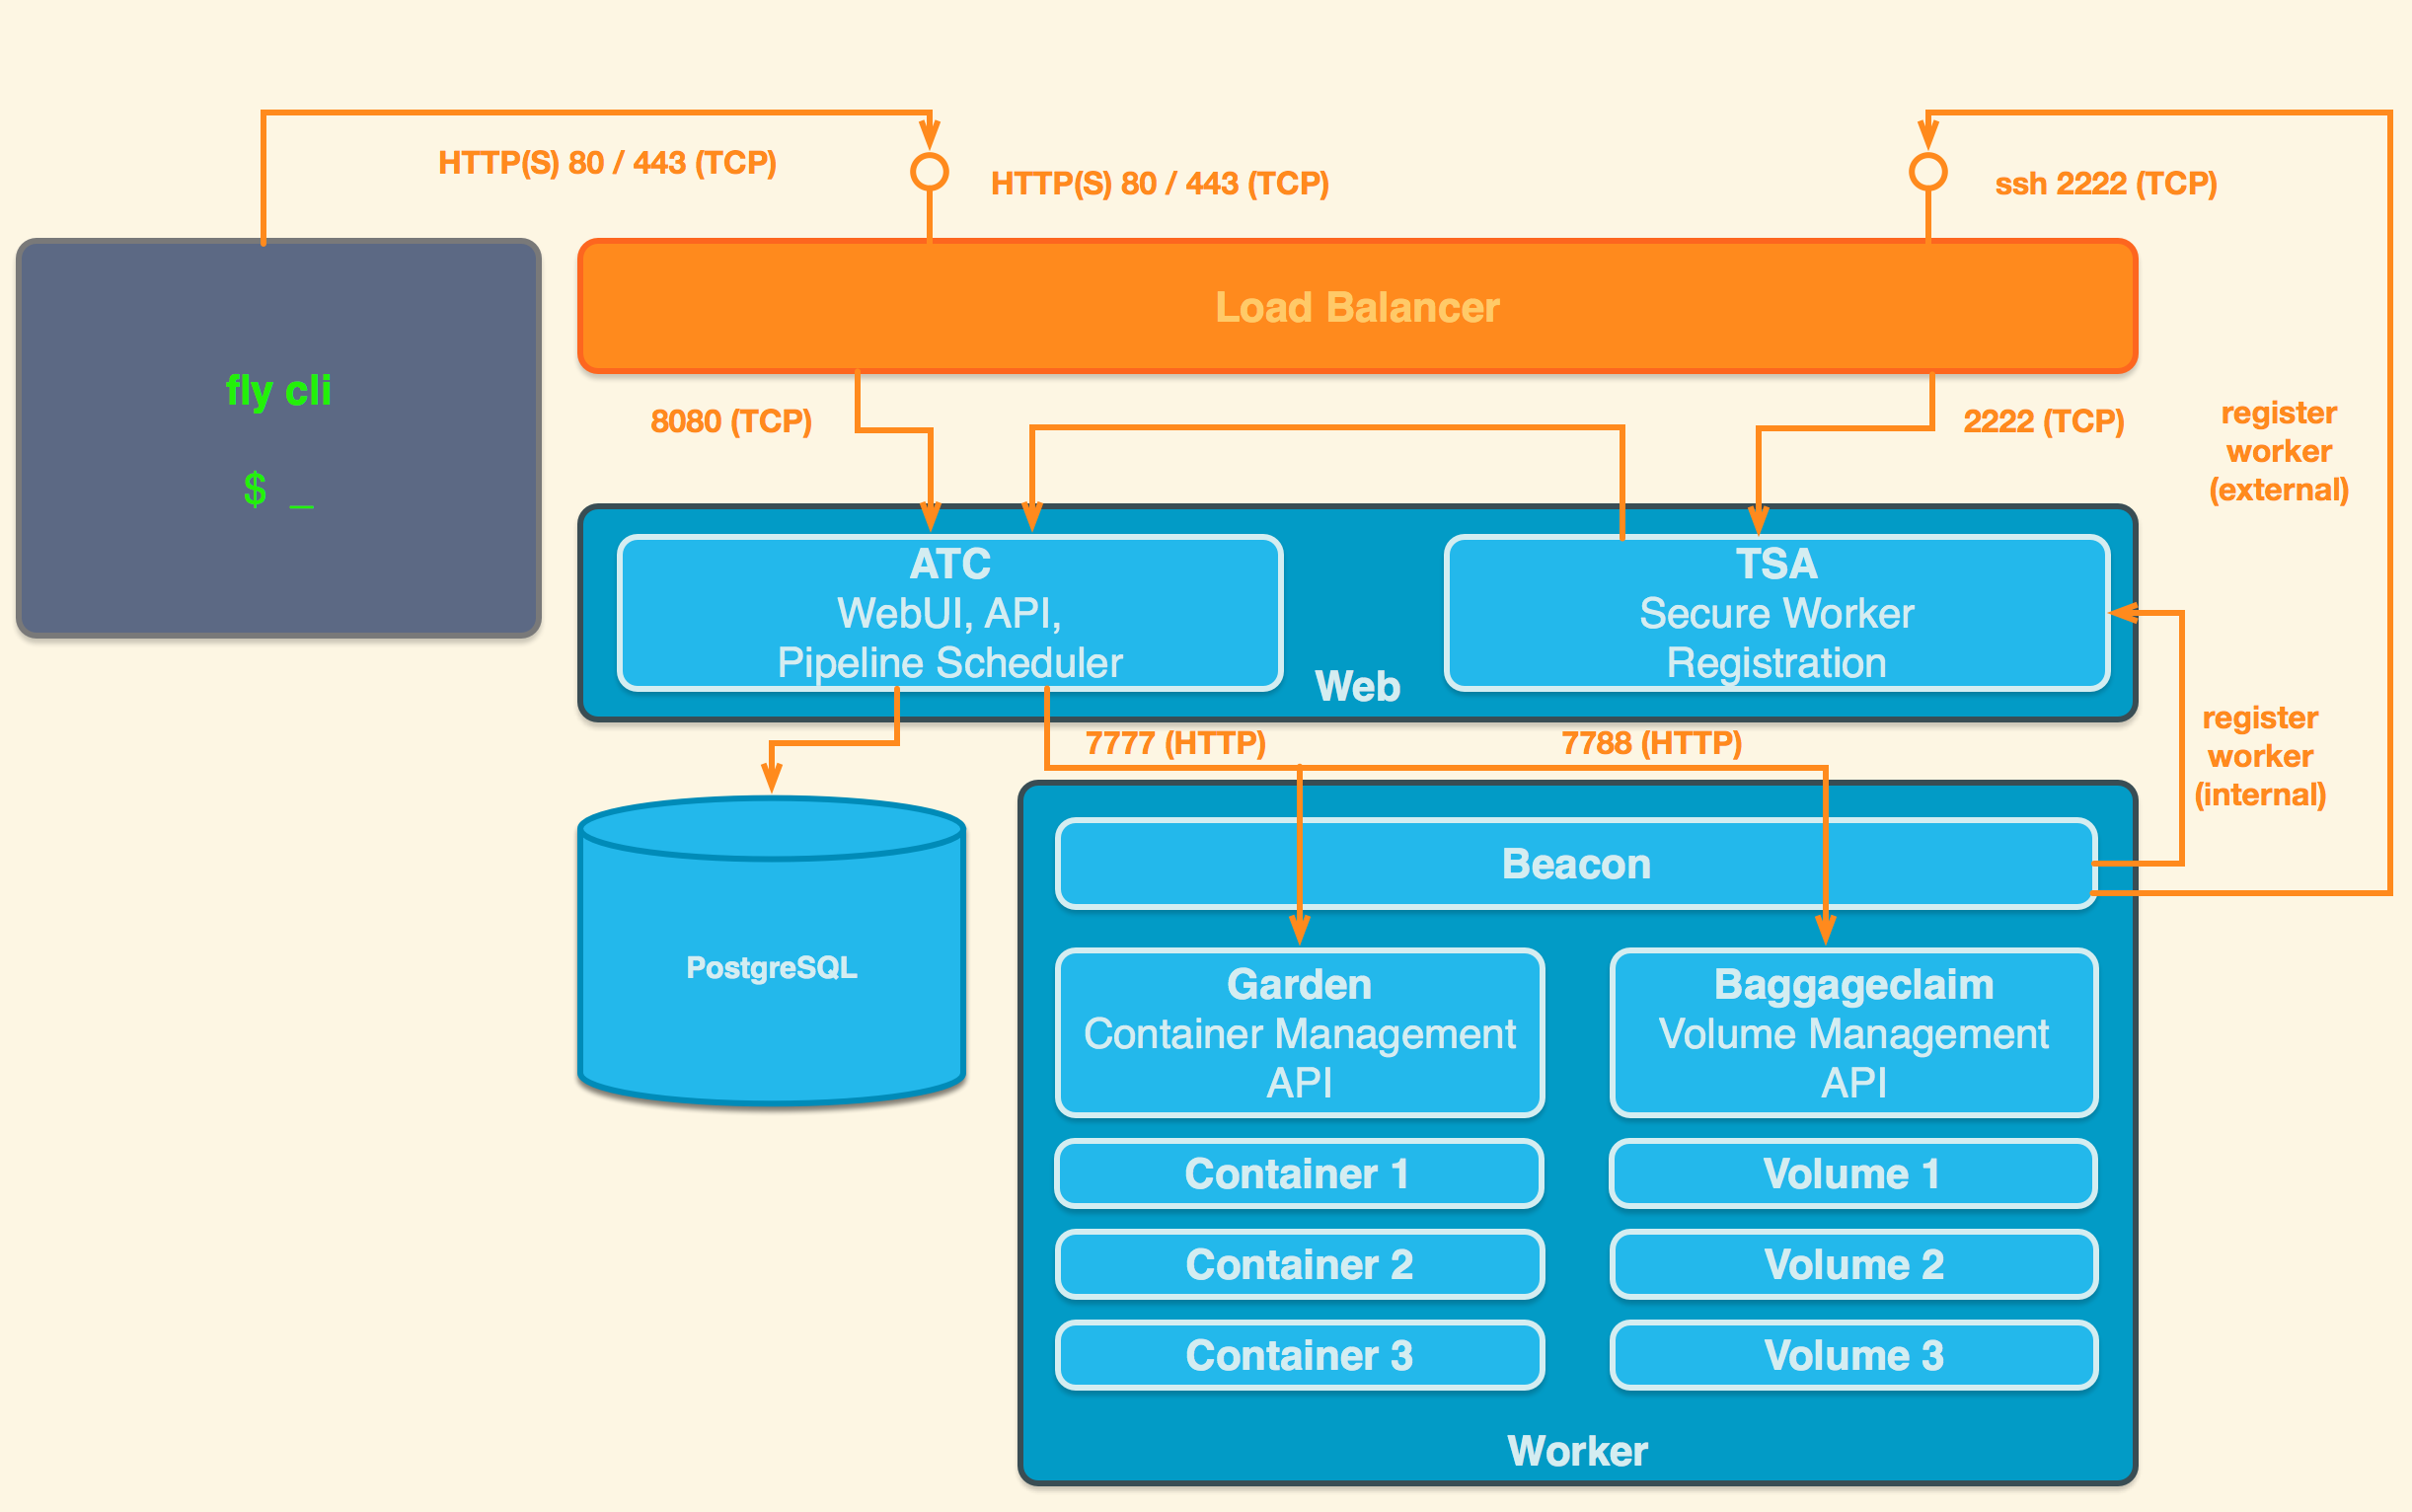 HTTP(S) 80 / 443 (TCP)
HTTP(S) 80 / 443 (TCP)
ssh 2222 (TCP)
fly cli
$ _
Load Balancer
8080 (TCP)
2222 (TCP)
register
worker
(external)
ATC
WebUI, API,
Pipeline Scheduler
TSA
Secure Worker
Registration
Web
register
worker
(internal)
7777 (HTTP)
7788 (HTTP)
PostgreSQL
Beacon
Garden
Container Management
API
Baggageclaim
Volume Management
API
Container 1
Volume 1
Container 2
Volume 2
Container 3
Volume 3
Worker